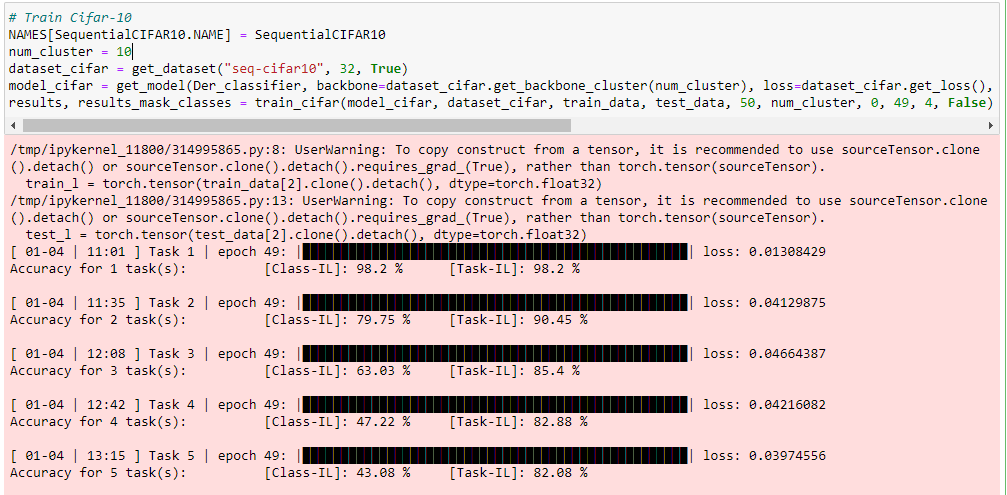 # Train Cifar-10
NAMES[SequentialCIFAR10.NAME] = SequentialCIFAR10
num_cluster = 10
dataset_cifar = get_dataset("seq-cifar10", 32, True)
model_cifar = get_model(Der_classifier, backbone=dataset_cifar.get_backbone_cluster(num_cluster), loss=dataset_cifar.get_loss(),
results, results_mask_classes = train_cifar(model_cifar, dataset_cifar, train_data, test_data, 50, num_cluster, 0, 49, 4, False)
/tmp/ipykernel_11800/314995865.py:8: UserWarning: To copy construct from a tensor, it is recommended to use sourceTensor.clone
().detach() or sourceTensor.clone().detach().requires_grad_(True), rather than torch.tensor(sourceTensor).
  train_l = torch.tensor(train_data[2].clone().detach(), dtype=torch.float32)
/tmp/ipykernel_11800/314995865.py:13: UserWarning: To copy construct from a tensor, it is recommended to use sourceTensor.clone
().detach() or sourceTensor.clone().detach().requires_grad_(True), rather than torch.tensor(sourceTensor).
  test_l = torch.tensor(test_data[2].clone().detach(), dtype=torch.float32)
[ 01-04 | 11:01 ] Task 1 | epoch 49: | | loss: 0.01308429
Accuracy for 1 task(s): [Class-IL]: 98.2 % [Task-IL]: 98.2 %
[ 01-04 | 11:35 ] Task 2 | epoch 49: | | loss: 0.04129875
Accuracy for 2 task(s): [Class-IL]: 79.75 % [Task-IL]: 90.45 %
[ 01-04 | 12:08 ] Task 3 | epoch 49: | | loss: 0.04664387
Accuracy for 3 task(s): [Class-IL]: 63.03 % [Task-IL]: 85.4 %
[ 01-04 | 12:42 ] Task 4 | epoch 49: | | loss: 0.04216082
Accuracy for 4 task(s): [Class-IL]: 47.22 % [Task-IL]: 82.88 %
[ 01-04 | 13:15 ] Task 5 | epoch 49: | | loss: 0.03974556
Accuracy for 5 task(s): [Class-IL]: 43.08 % [Task-IL]: 82.08 %